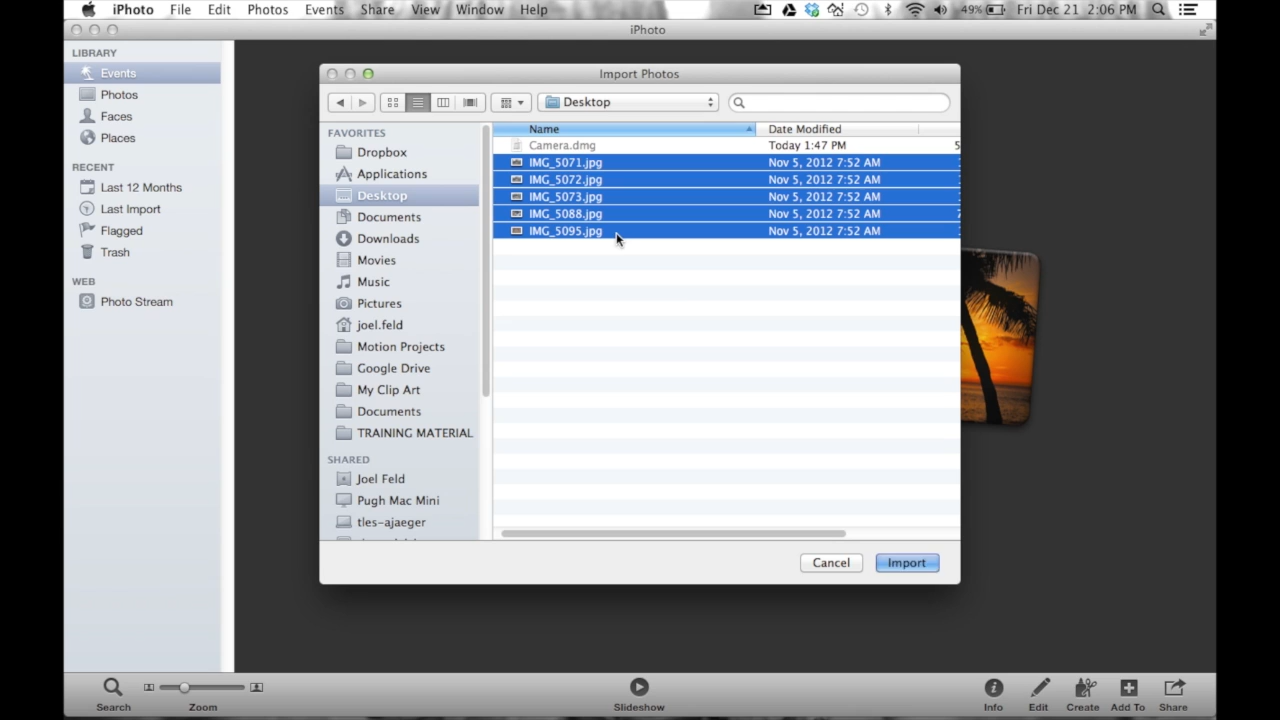 iPhoto File Edit Photos Events Share View Window Help 49% Fri Dec 21 2:06 PM
iPhoto
LIBRARY
Events
Photos
Faces
Places
RECENT
Last 12 Months
Last Import
Flagged
Trash
WEB
Photo Stream
Import Photos
Desktop
FAVORITES
Dropbox
Applications
Desktop
Documents
Downloads
Movies
Music
Pictures
joel.feld
Motion Projects
Google Drive
My Clip Art
Documents
TRAINING MATERIAL
SHARED
Joel Feld
Pugh Mac Mini
tles-ajaeger
Name Date Modified
Camera.dmg Today 1:47 PM 5
IMG_5071.jpg Nov 5, 2012 7:52 AM
IMG_5072.jpg Nov 5, 2012 7:52 AM
IMG_5073.jpg Nov 5, 2012 7:52 AM
IMG_5088.jpg Nov 5, 2012 7:52 AM
IMG_5095.jpg Nov 5, 2012 7:52 AM
Cancel Import
Search Zoom Slideshow Info Edit Create Add To Share